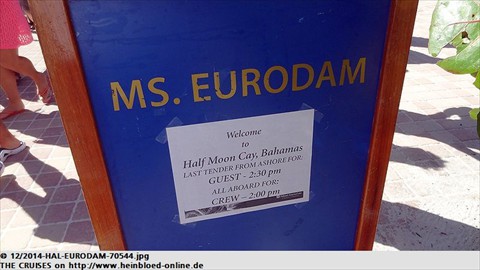 MS. EURODAM
Welcome
to
Half Moon Cay, Bahamas
LAST TENDER FROM ASHORE FOR:
GUEST - 2:30 pm
ALL ABOARD FOR:
CREW – 2:00 pm
© 12/2014-HAL-EURODAM-70544.jpg
THE CRUISES on http://www.heinbloed-online.de